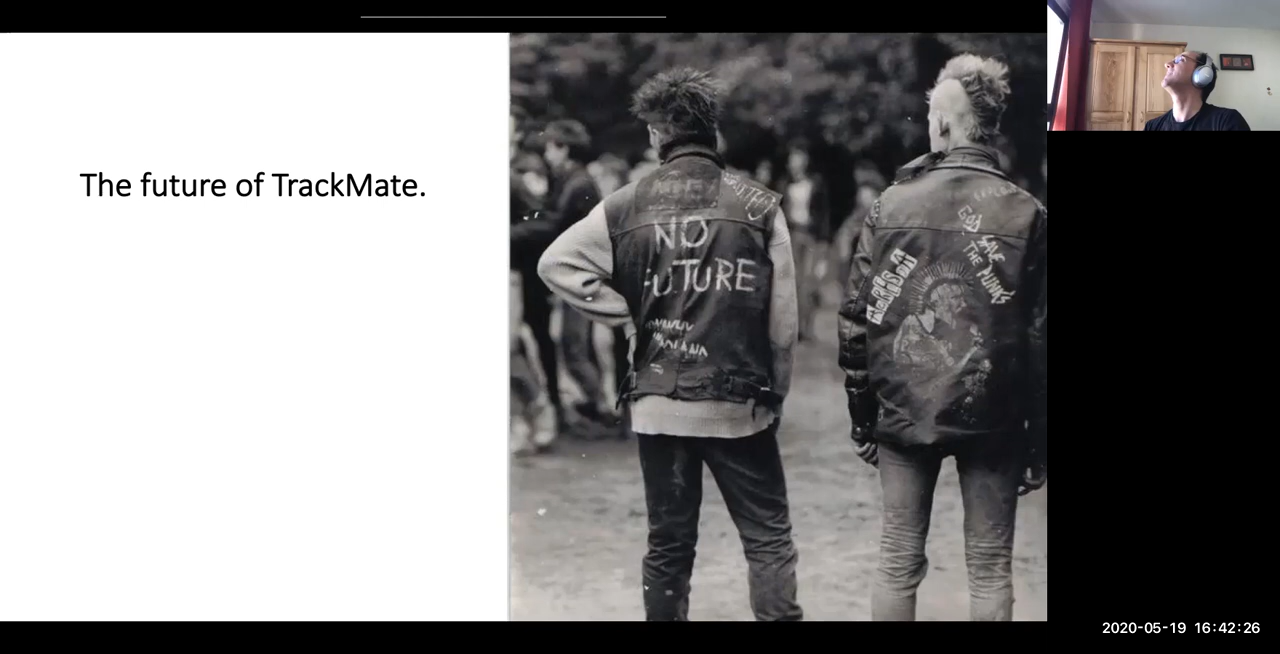 The future of TrackMate.
NO
FUTURE
GOD
SAVE
THE PUNKS
2020-05-19 16:42:26